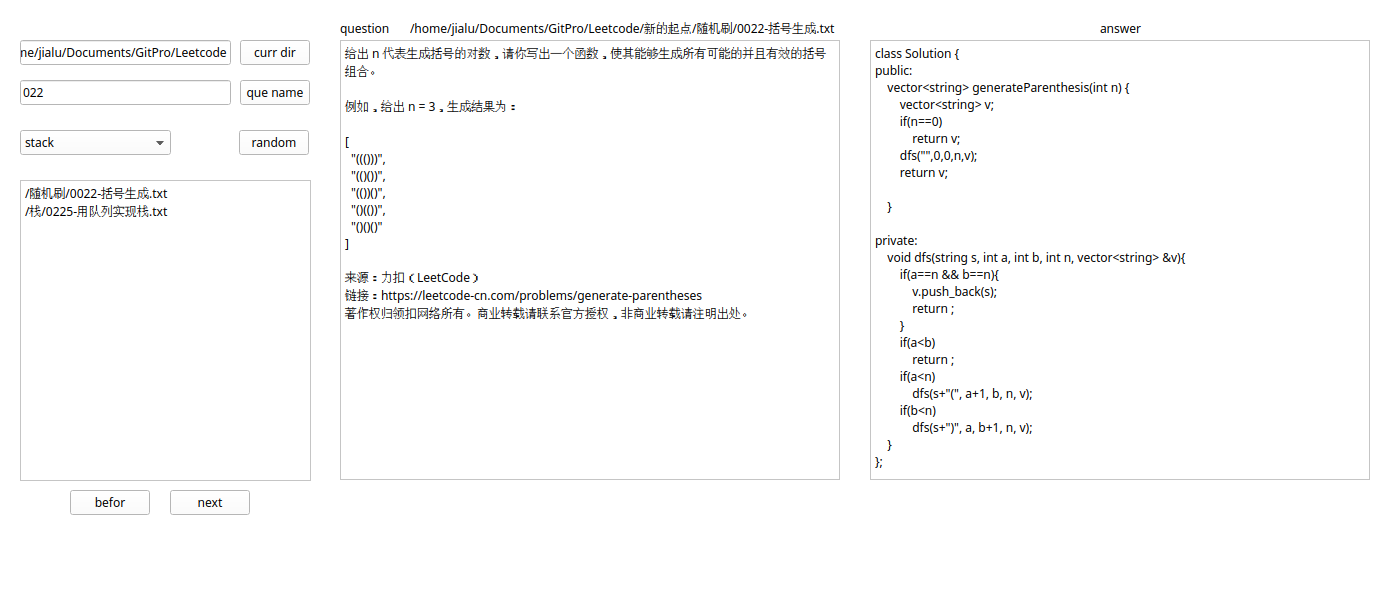 me/jialu/Documents/GitPro/Leetcode
curr dir
022
que name
stack
random
/随机刷/0022-括号生成.txt
/栈/0225-用队列实现栈.txt
befor
next
question
/home/jialu/Documents/GitPro/Leetcode/新的起点/随机刷/0022-括号生成.txt
给出 n 代表生成括号的对数，请你写出一个函数，使其能够生成所有可能的并且有效的括号
组合。
例如，给出 n = 3，生成结果为：
[
"((()))",
"(()())",
"(())()",
"()(())",
"()()()"
]
来源：力扣（LeetCode）
链接：https://leetcode-cn.com/problems/generate-parentheses
著作权归领扣网络所有。商业转载请联系官方授权，非商业转载请注明出处。
answer
class Solution {
public:
vector<string> generateParenthesis(int n) {
vector<string> v;
if(n==0)
return v;
dfs("",0,0,n,v);
return v;
}
private:
void dfs(string s, int a, int b, int n, vector<string> &v){
if(a==n && b==n){
v.push_back(s);
return ;
}
if(a<b)
return ;
if(a<n)
dfs(s+"(", a+1, b, n, v);
if(b<n)
dfs(s+")", a, b+1, n, v);
}
};